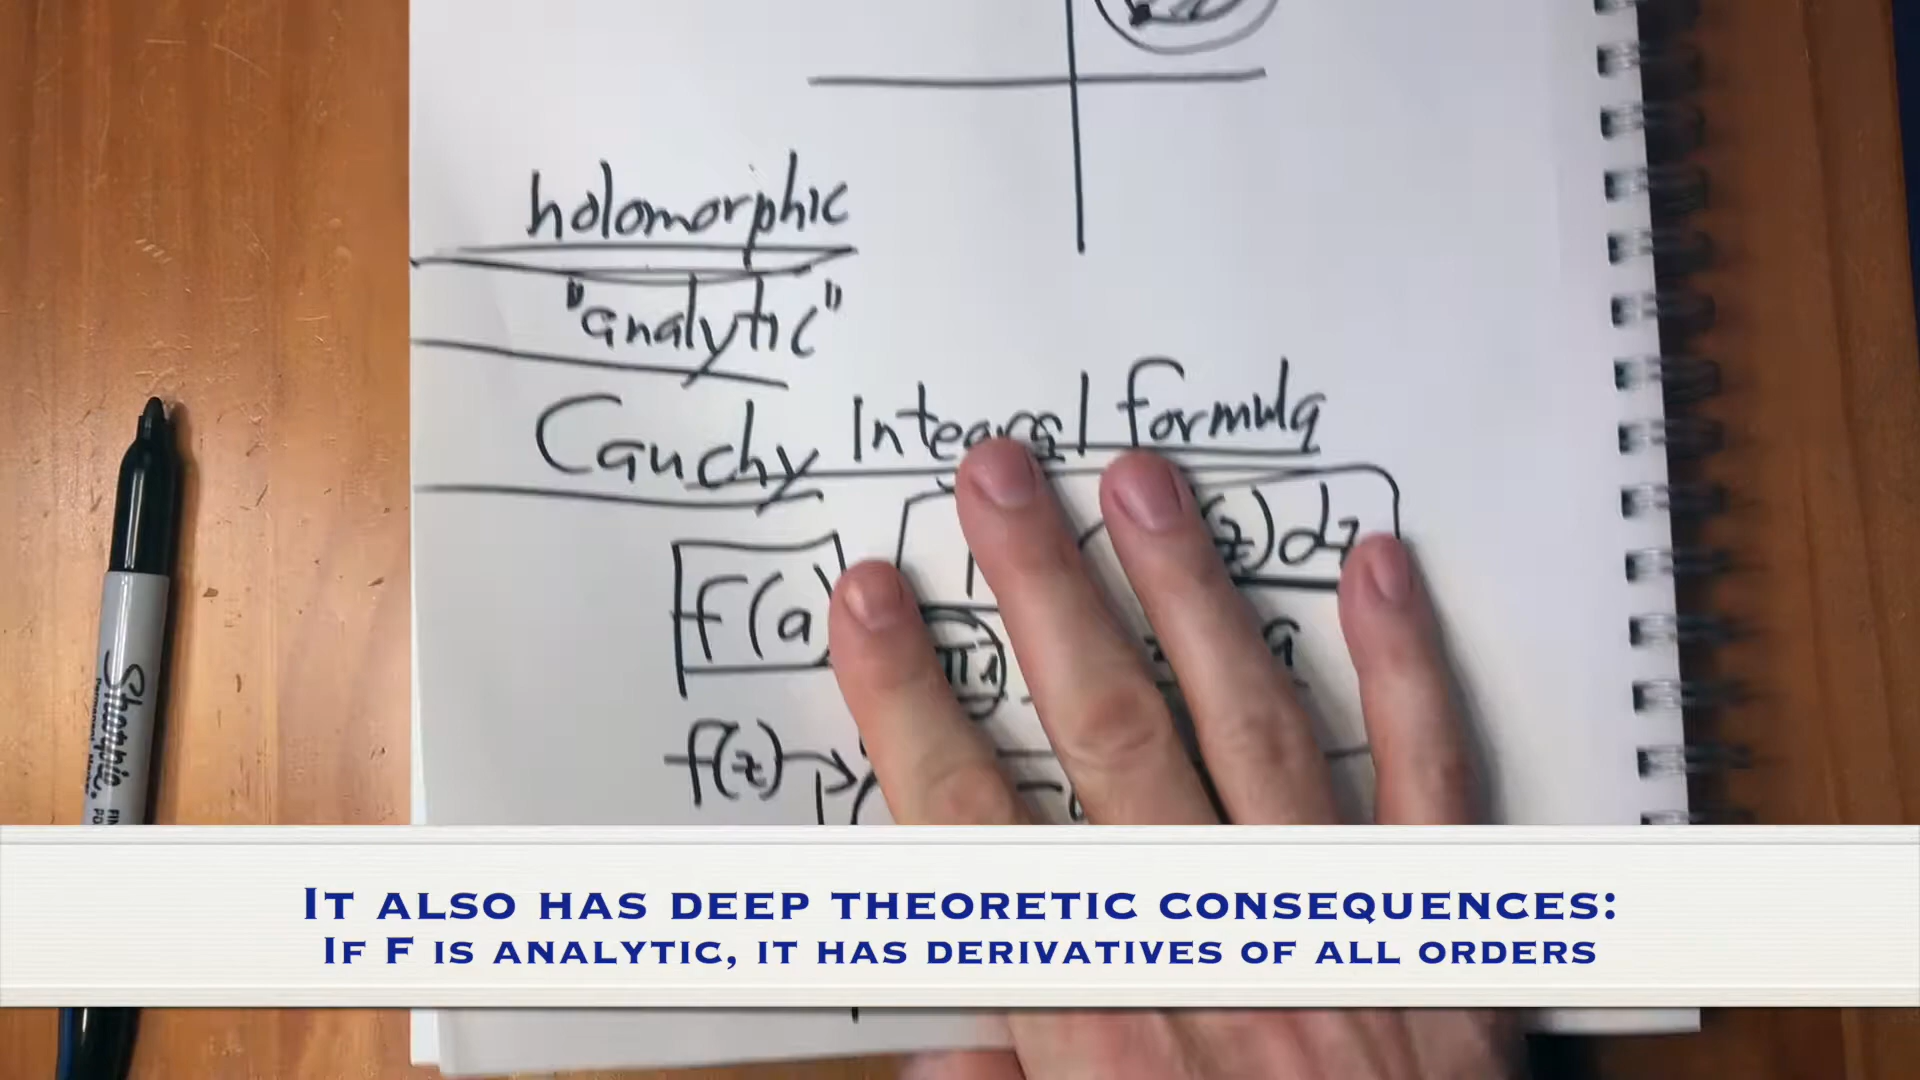 holomorphic
"analytic"
Cauchy Integral formula
(z)dz
f(a)
f(z)
Sharpie.
IT ALSO HAS DEEP THEORETIC CONSEQUENCES:
IF F IS ANALYTIC, IT HAS DERIVATIVES OF ALL ORDERS